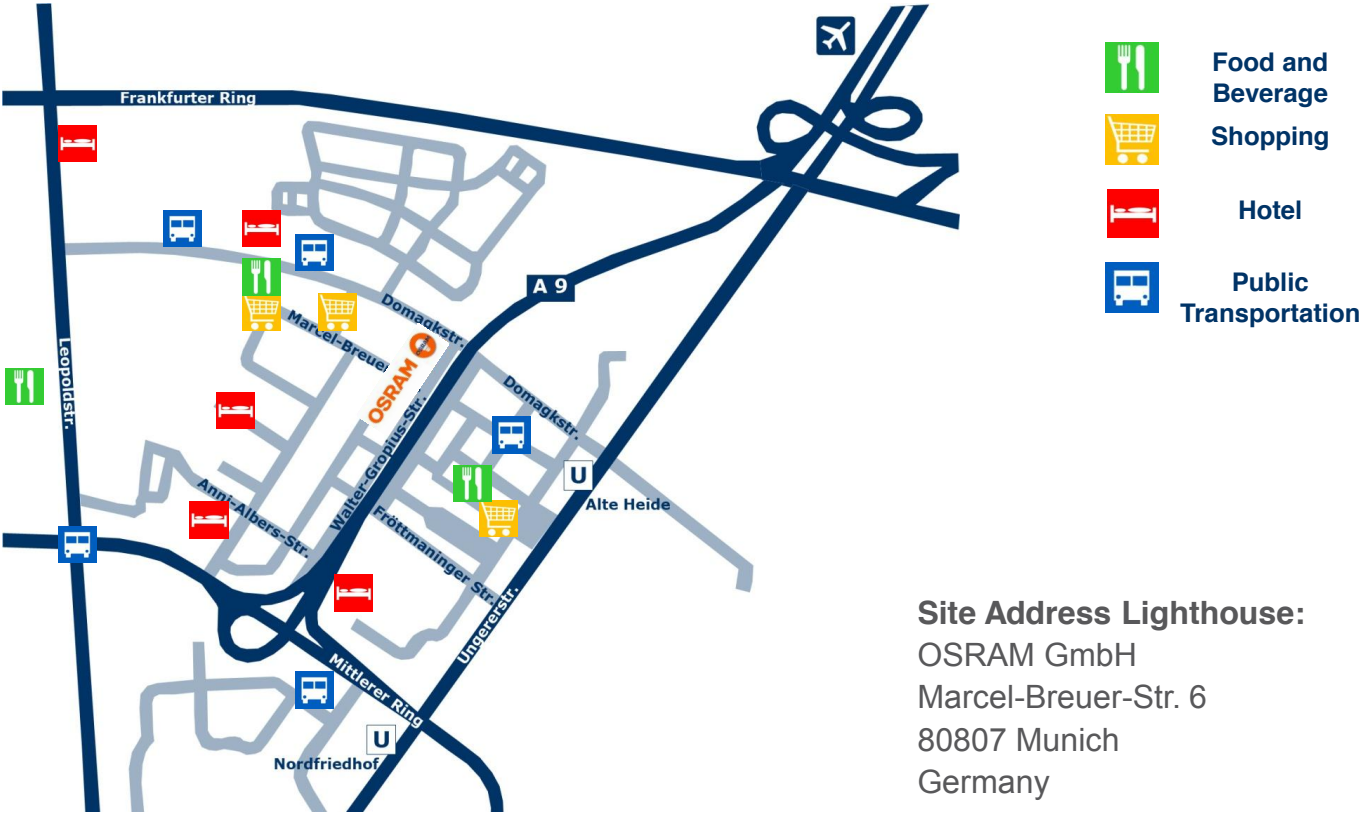 Frankfurter Ring
A 9
Domagkstr.
Marcel-Breue
OSRAM
Leopoldstr.
Walter-Gropius-Str.
Domagkstr.
U
Alte Heide
Anni-Albers-Str.
Fröttmaninger Str.
Ungererstr.
Mittlerer Ring
U
Nordfriedhof
Food and
Beverage
Shopping
Hotel
Public
Transportation
Site Address Lighthouse:
OSRAM GmbH
Marcel-Breuer-Str. 6
80807 Munich
Germany